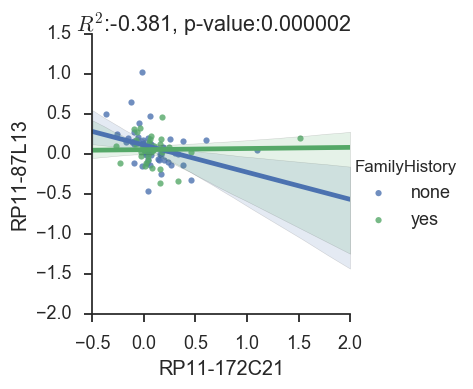 R²:-0.381, p-value:0.000002
1.5
1.0
0.5
0.0
−0.5
−1.0
−1.5
−2.0
RP11-87L13
−0.5 0.0 0.5 1.0 1.5 2.0
RP11-172C21
FamilyHistory
none
yes